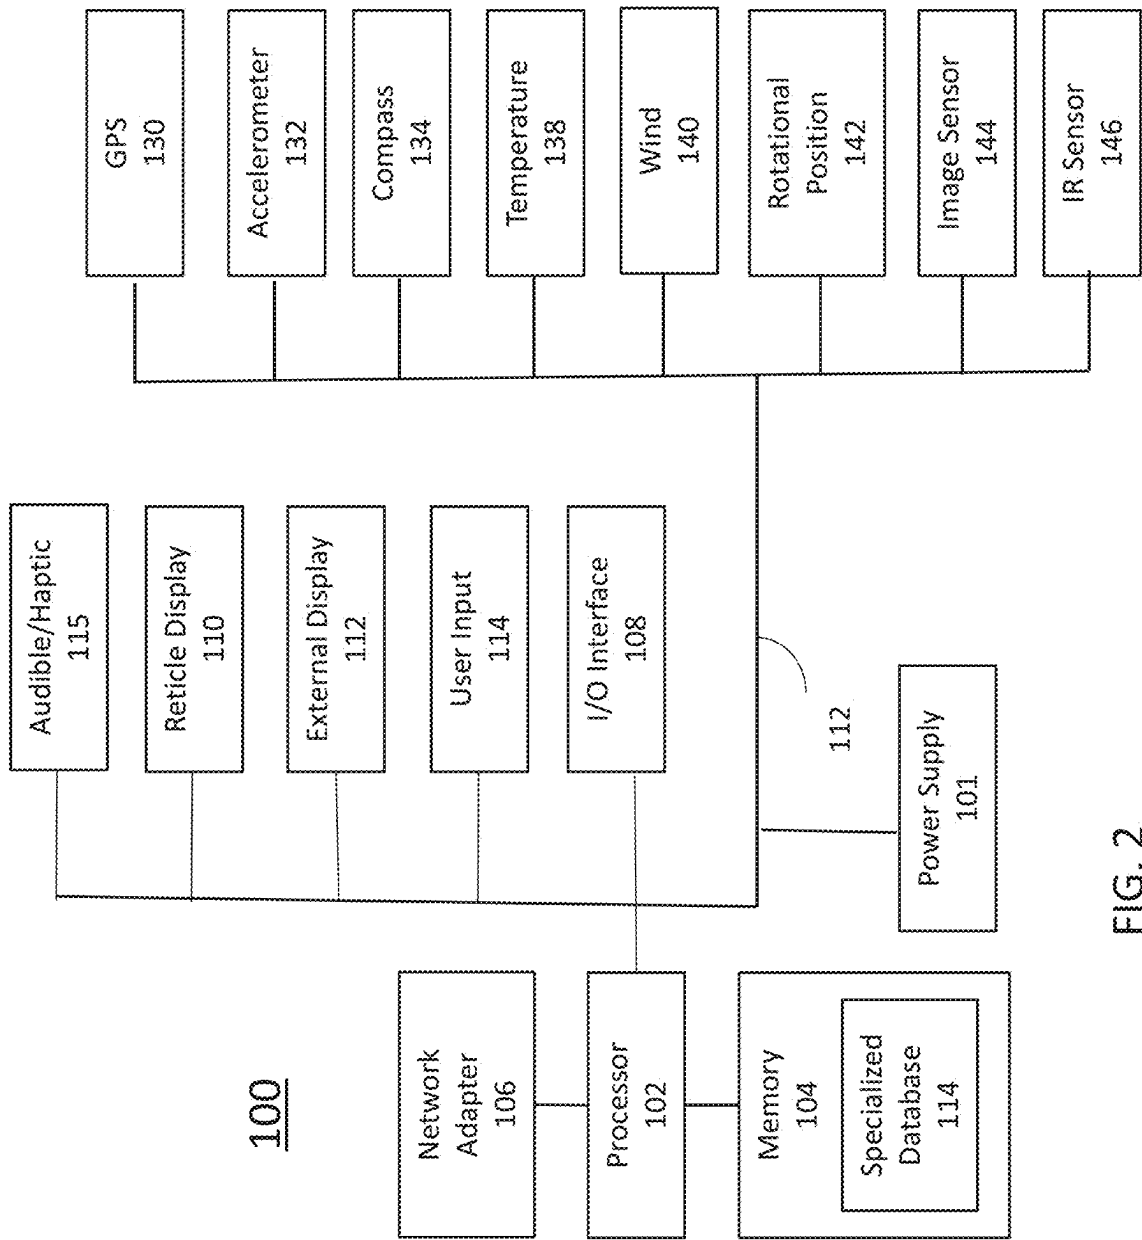 100
Network
Adapter
106
Processor
102
Memory
104
Specialized
Database
114
Audible/Haptic
115
Reticle Display
110
External Display
112
User Input
114
I/O Interface
108
112
Power Supply
101
GPS
130
Accelerometer
132
Compass
134
Temperature
138
Wind
140
Rotational
Position
142
Image Sensor
144
IR Sensor
146
FIG. 2